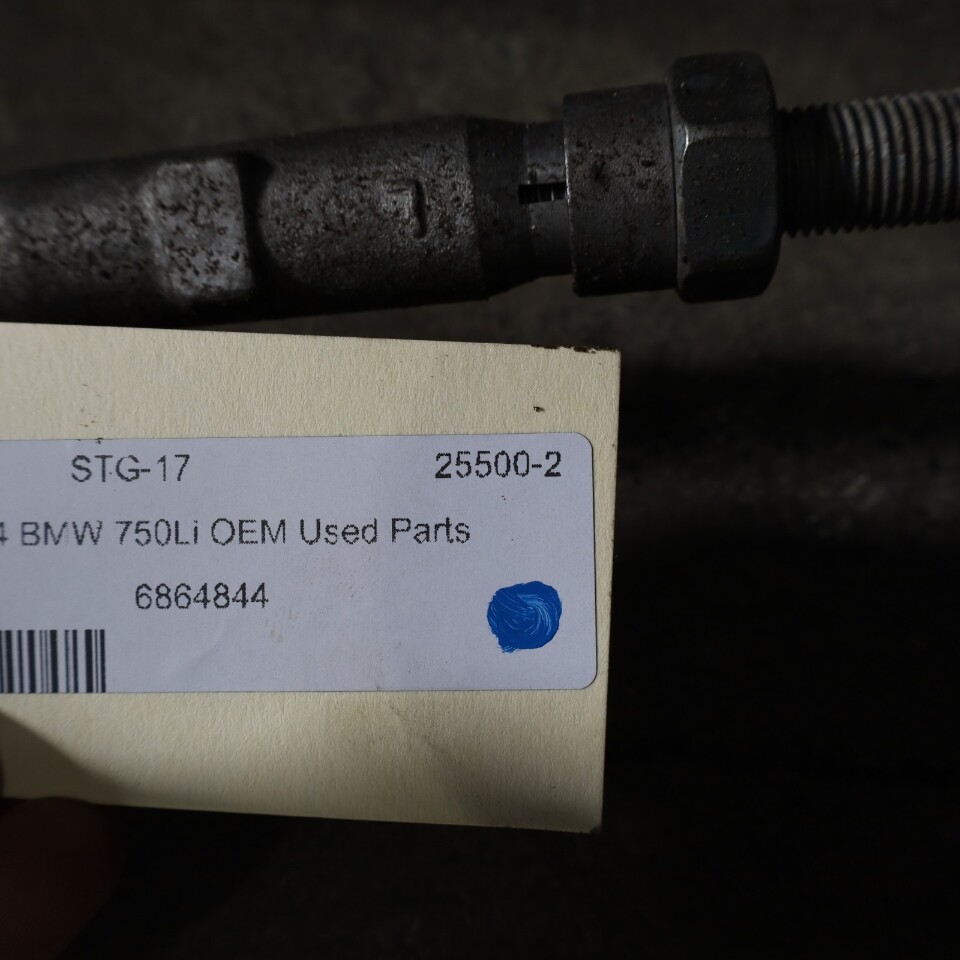 L
STG-17 25500-2
4 BMW 750Li OEM Used Parts
6864844